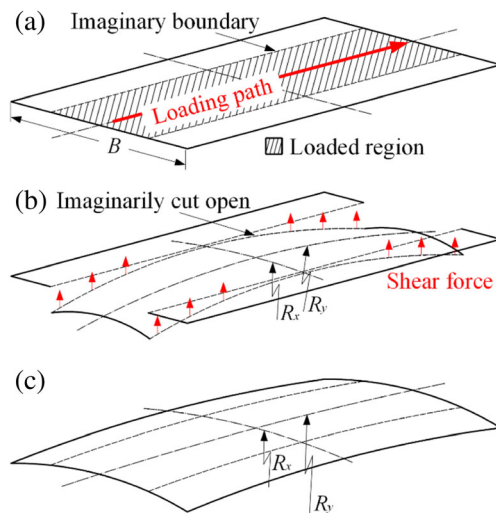 (a)
Imaginary boundary
Loading path
B
Loaded region
(b)
Imaginarily cut open
Shear force
Rx
Ry
(c)
Rx
Ry